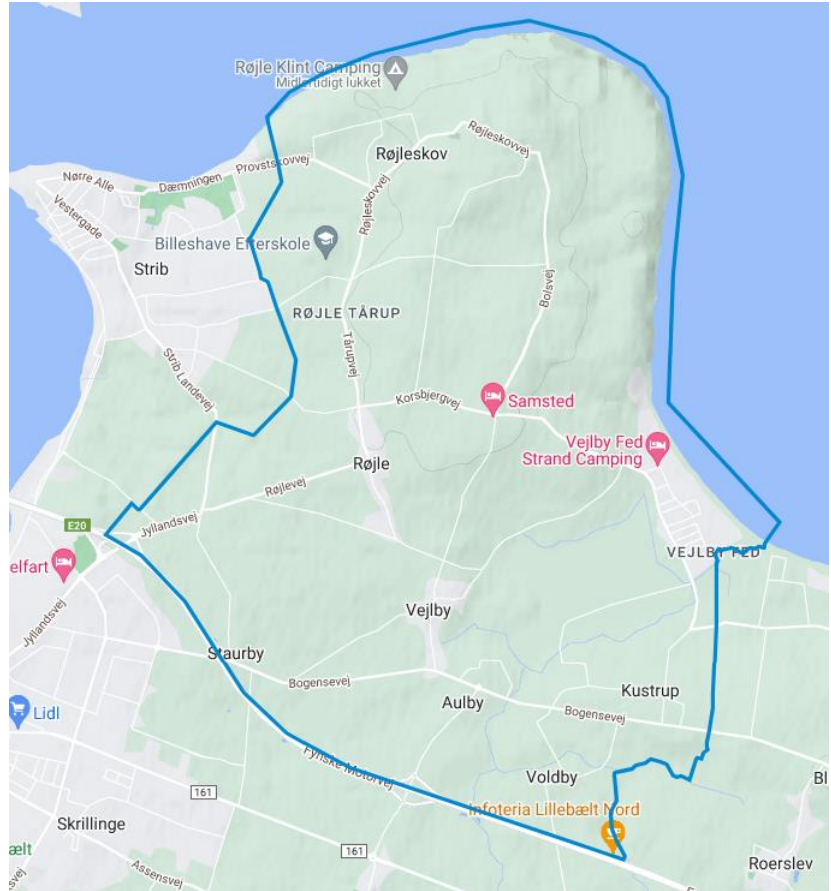 Røjle Klint Camping
Midlertidigt lukket
Røjleskovvej
Røjleskov
Provstskovvej
Nørre Alle
Dæmningen
Vestergade
Røjleskovvej
Billeshave Efterskole
Strib
Bolsvej
RØJLE TÅRUP
Tårupvej
Strib Landevej
Korsbjergvej
Samsted
Vejlby Fed
Strand Camping
Røjle
Røjlevej
E20
Jyllandsvej
VEJLBY FED
elfart
Vejlby
Jyllandsvej
Staurby
Bogensevej
Kustrup
Aulby
Lidl
Bogensevej
Fynske Motorvej
Voldby
Bl
161
Infoteria Lillebælt Nord
Skrillinge
ælt
161
Roerslev
Assensvej